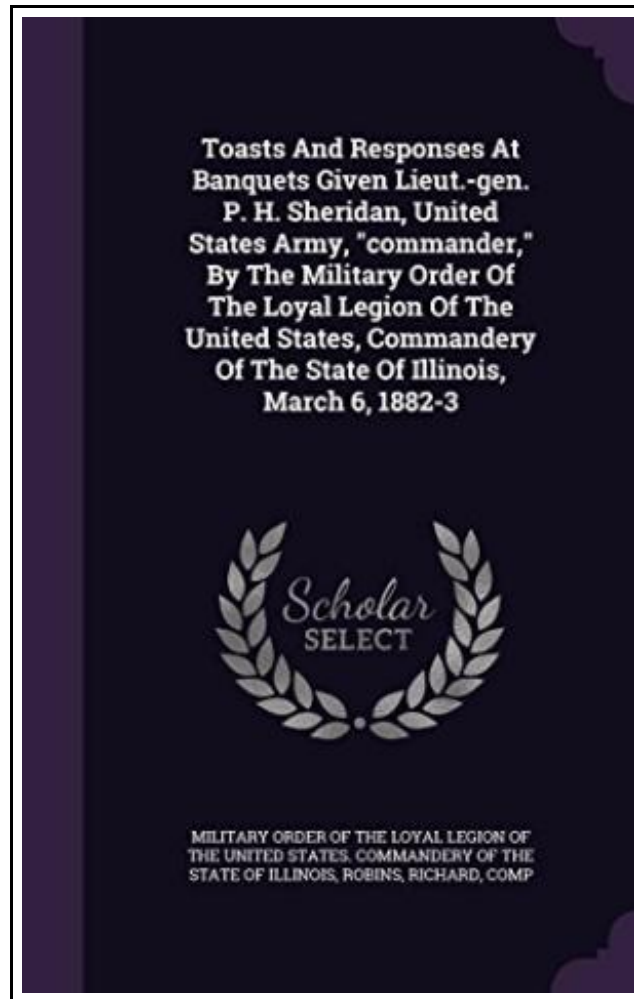 Toasts And Responses At
Banquets Given Lieut.-gen.
P. H. Sheridan, United
States Army, "commander,"
By The Military Order Of
The Loyal Legion Of The
United States, Commandery
Of The State Of Illinois,
March 6, 1882-3
Scholar
SELECT
MILITARY ORDER OF THE LOYAL LEGION OF
THE UNITED STATES. COMMANDERY OF THE
STATE OF ILLINOIS, ROBINS, RICHARD, COMP